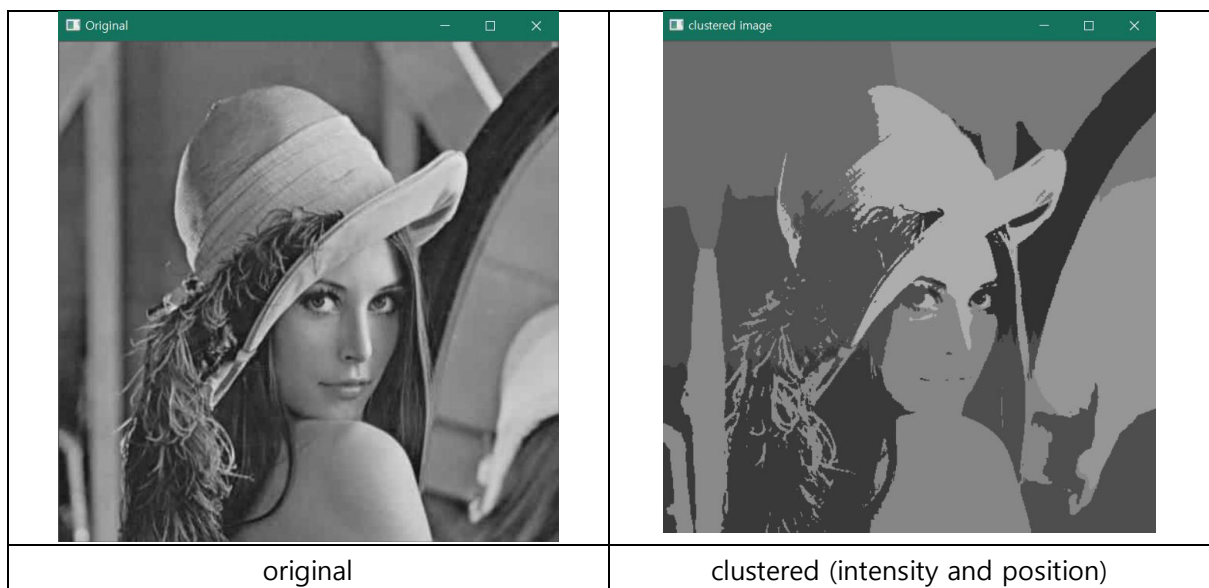 Original
clustered image
original
clustered (intensity and position)